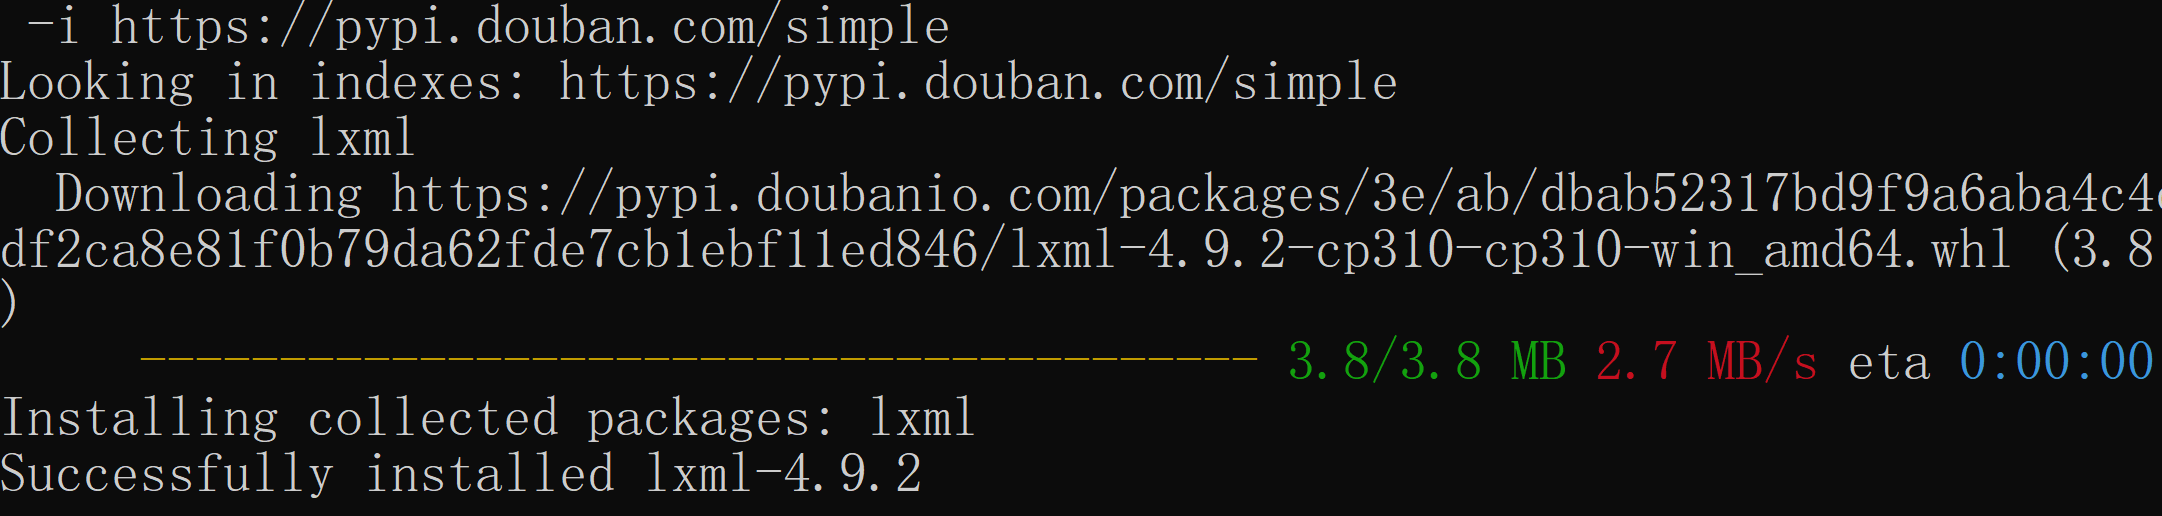 -i https://pypi.douban.com/simple
Looking in indexes: https://pypi.douban.com/simple
Collecting lxml
Downloading https://pypi.doubanio.com/packages/3e/ab/dbab52317bd9f9a6aba4c4
df2ca8e81f0b79da62fde7cb1ebf11ed846/lxml-4.9.2-cp310-cp310-win_amd64.whl (3.8
)
---------------------------------------- 3.8/3.8 MB 2.7 MB/s eta 0:00:00
Installing collected packages: lxml
Successfully installed lxml-4.9.2